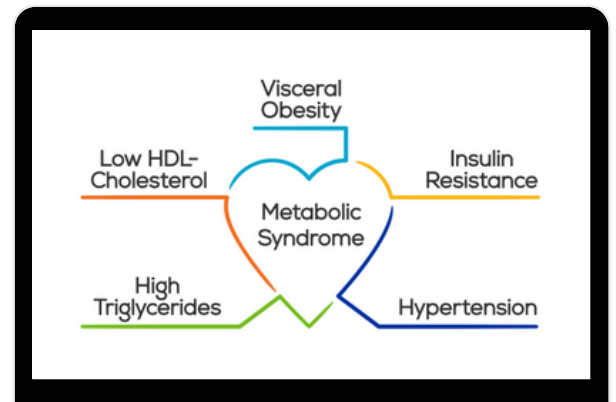 Visceral
Obesity
Low HDL-
Cholesterol
Insulin
Resistance
Metabolic
Syndrome
High
Triglycerides
Hypertension